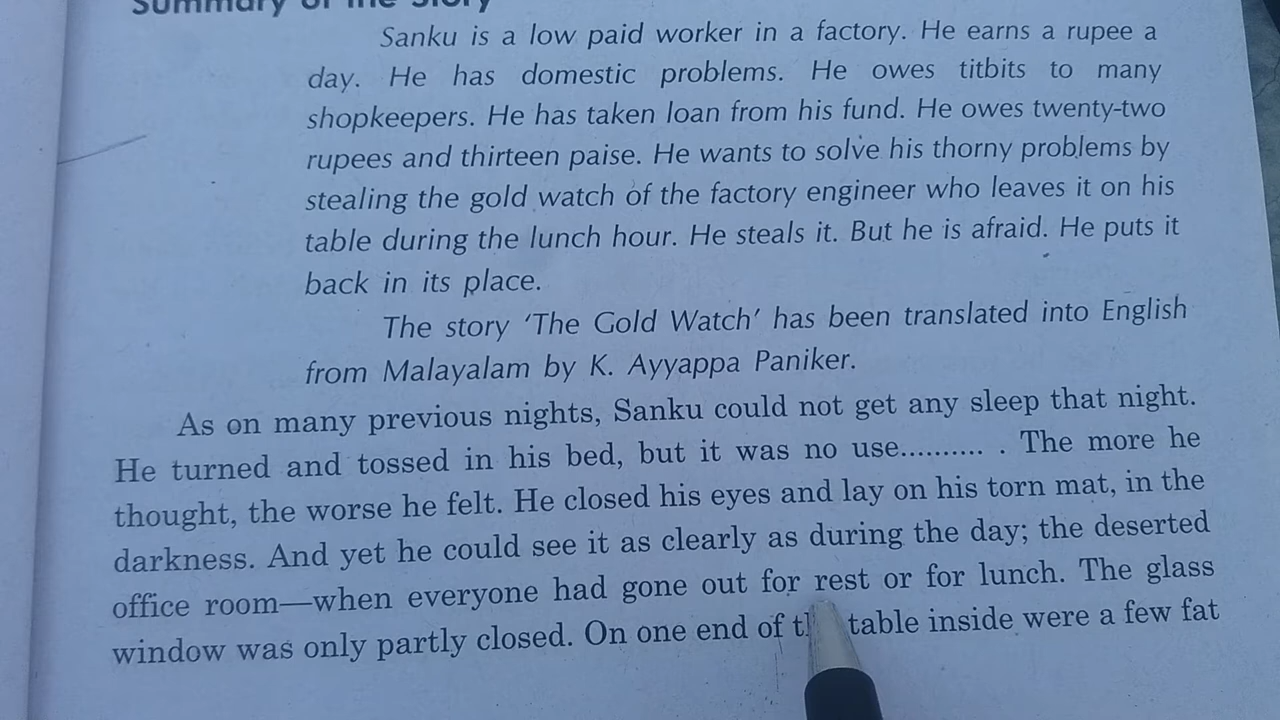 Summary of the Story
Sanku is a low paid worker in a factory. He earns a rupee a
day. He has domestic problems. He owes titbits to many
shopkeepers. He has taken loan from his fund. He owes twenty-two
rupees and thirteen paise. He wants to solve his thorny problems by
stealing the gold watch of the factory engineer who leaves it on his
table during the lunch hour. He steals it. But he is afraid. He puts it
back in its place.
The story ‘The Gold Watch’ has been translated into English
from Malayalam by K. Ayyappa Paniker.
As on many previous nights, Sanku could not get any sleep that night.
He turned and tossed in his bed, but it was no use.......... . The more he
thought, the worse he felt. He closed his eyes and lay on his torn mat, in the
darkness. And yet he could see it as clearly as during the day; the deserted
office room—when everyone had gone out for rest or for lunch. The glass
window was only partly closed. On one end of table inside were a few fat